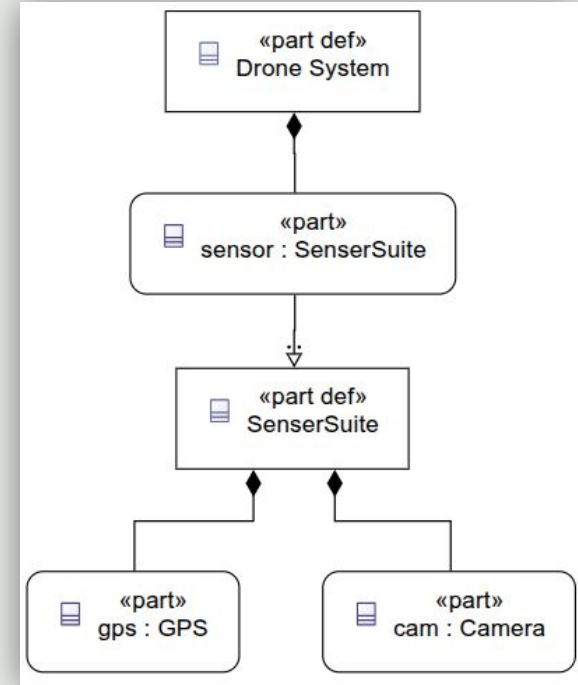 «part def»
Drone System
«part»
sensor : SenserSuite
«part def»
SenserSuite
«part»
gps : GPS
«part»
cam : Camera